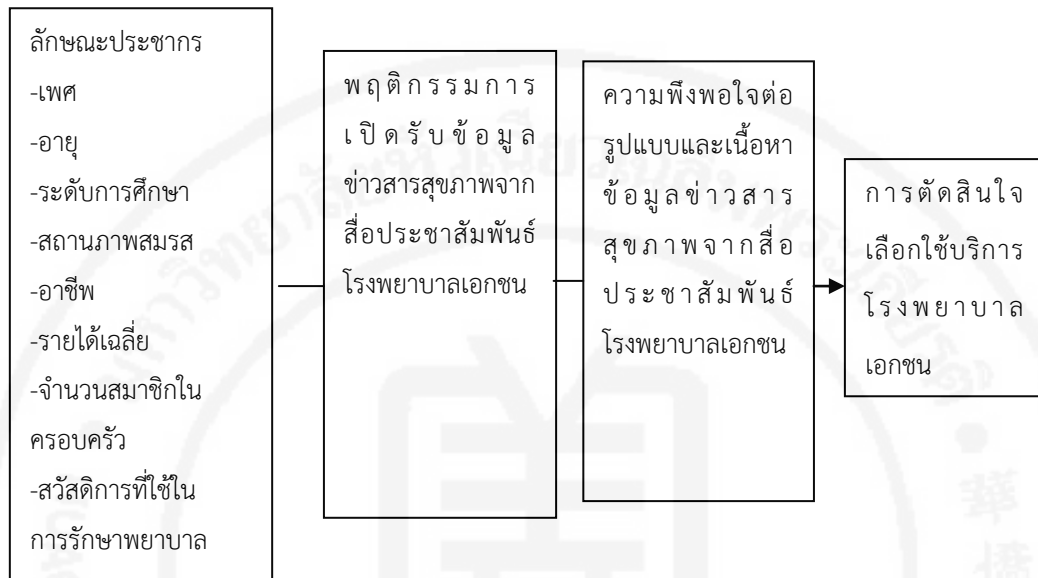 ลักษณะประชากร
-เพศ
-อายุ
-ระดับการศึกษา
-สถานภาพสมรส
-อาชีพ
-รายได้เฉลี่ย
-จำนวนสมาชิกใน
ครอบครัว
-สวัสดิการที่ใช้ใน
การรักษาพยาบาล
พฤติกรรมการ
เปิดรับข้อมูล
ข่าวสารสุขภาพจาก
สื่อประชาสัมพันธ์
โรงพยาบาลเอกชน
ความพึงพอใจต่อ
รูปแบบและเนื้อหา
ข้อมูลข่าวสาร
สุขภาพจากสื่อ
ประชาสัมพันธ์
โรงพยาบาลเอกชน
การตัดสินใจ
เลือกใช้บริการ
โรงพยาบาล
เอกชน